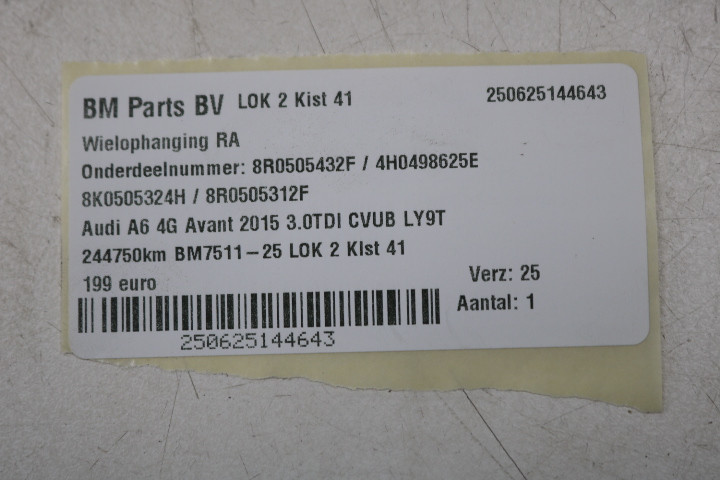 BM Parts BV LOK 2 Kist 41 250625144643
Wielophanging RA
Onderdeelnummer: 8R0505432F / 4H0498625E
8K0505324H / 8R0505312F
Audi A6 4G Avant 2015 3.0TDI CVUB LY9T
244750km BM7511-25 LOK 2 KIst 41
199 euro Verz: 25
Aantal: 1
250625144643